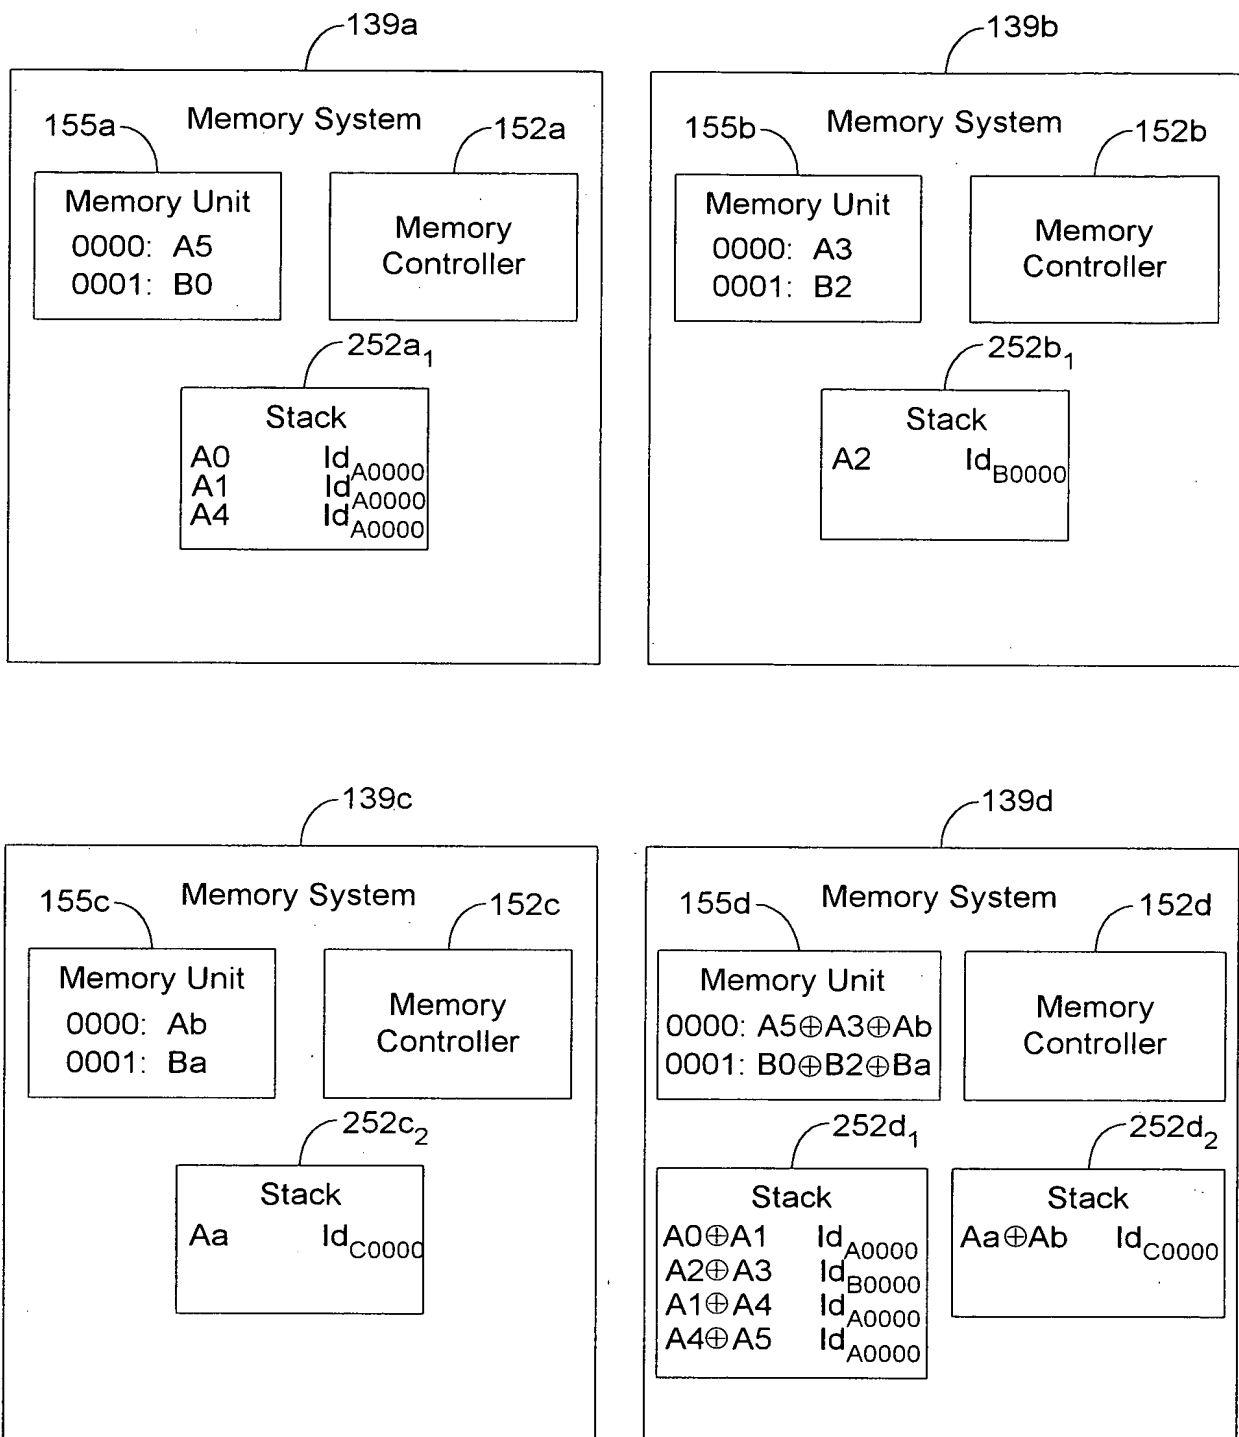 139a
Memory System
155a
152a
Memory Unit
0000: A5
0001: B0
Memory
Controller
252a1
Stack
A0 IdA0000
A1 IdA0000
A4 IdA0000
139b
Memory System
155b
152b
Memory Unit
0000: A3
0001: B2
Memory
Controller
252b1
Stack
A2 IdB0000
139c
Memory System
155c
152c
Memory Unit
0000: Ab
0001: Ba
Memory
Controller
252c2
Stack
Aa IdC0000
139d
Memory System
155d
152d
Memory Unit
0000: A5⊕A3⊕Ab
0001: B0⊕B2⊕Ba
Memory
Controller
252d1
Stack
A0⊕A1 IdA0000
A2⊕A3 IdB0000
A1⊕A4 IdA0000
A4⊕A5 IdA0000
252d2
Stack
Aa⊕Ab IdC0000